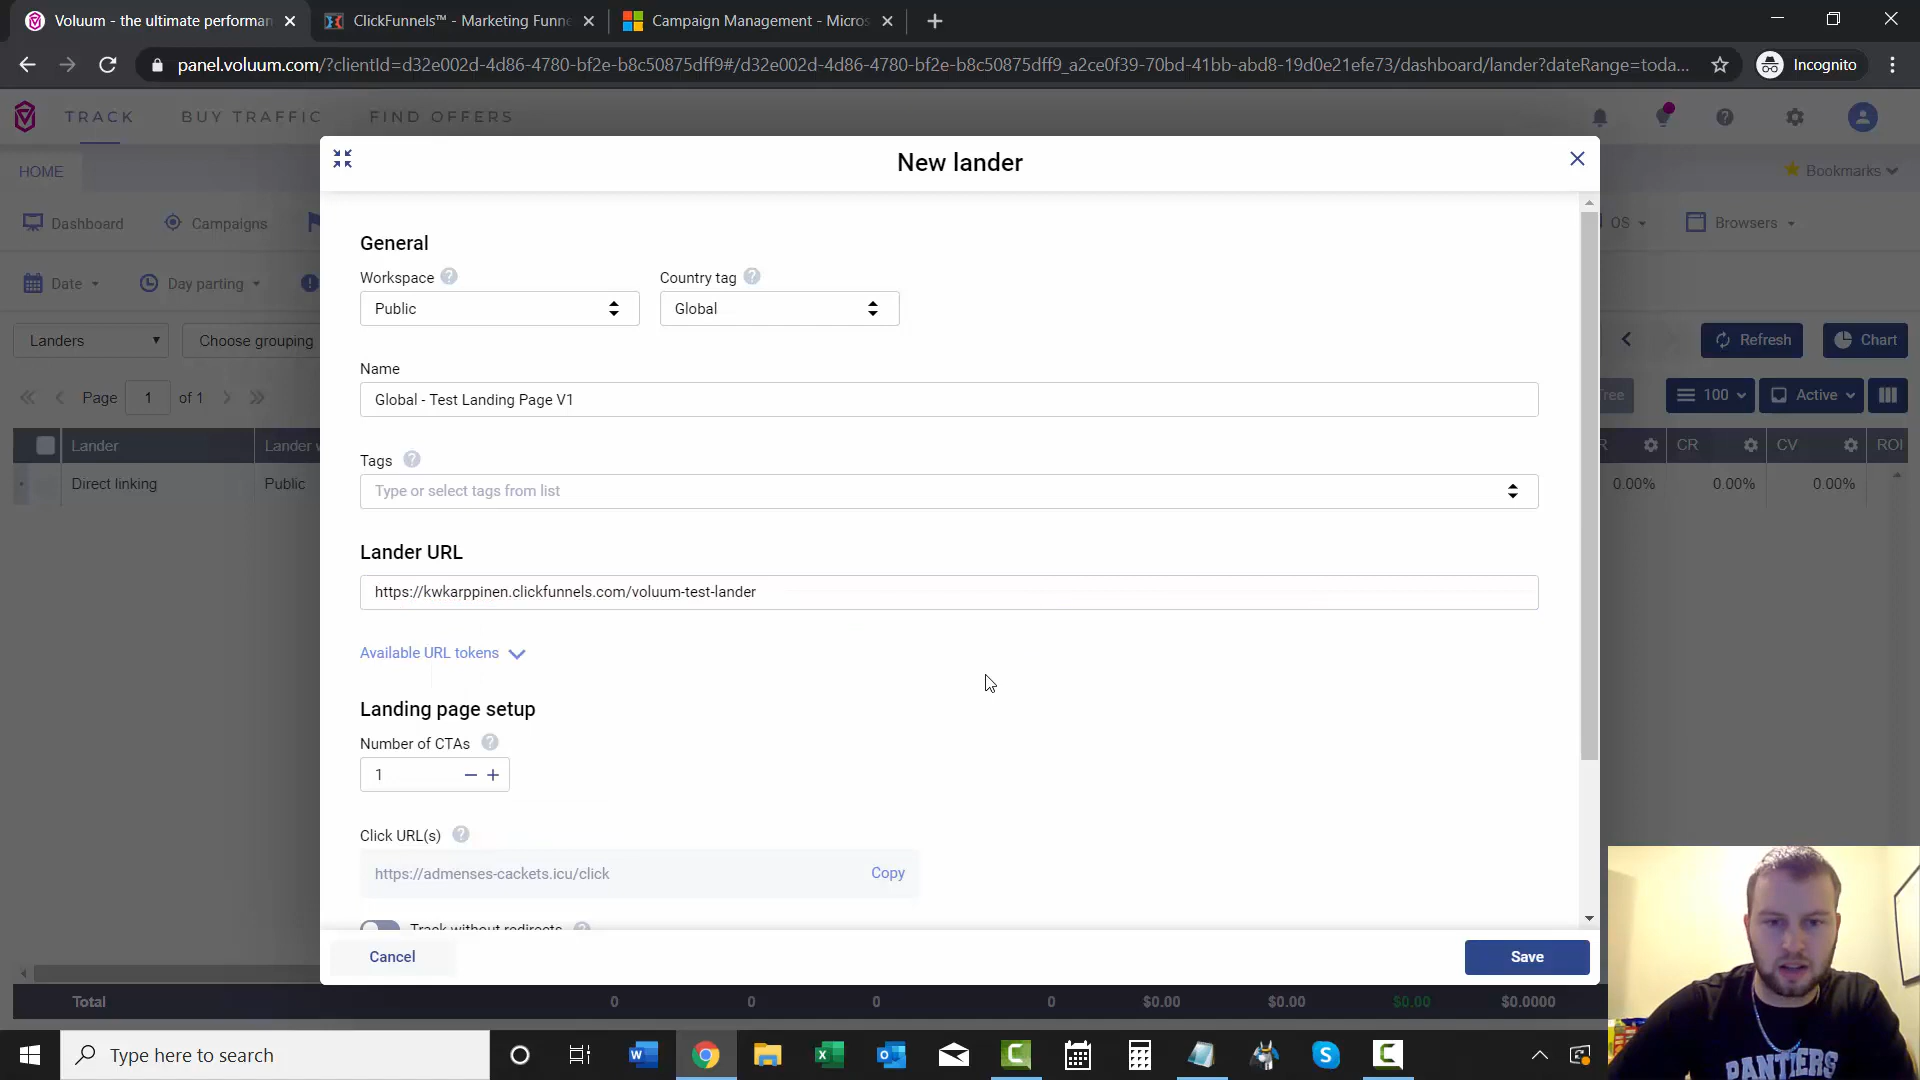 Voluum - the ultimate performan
ClickFunnels™ - Marketing Funne
Campaign Management - Micros
panel.voluum.com/?clientId=d32e002d-4d86-4780-bf2e-b8c50875dff9#/d32e002d-4d86-4780-bf2e-b8c50875dff9_a2ce0f39-70bd-41bb-abd8-19d0e21efe73/dashboard/lander?dateRange=toda...
Incognito
TRACK
BUY TRAFFIC
FIND OFFERS
New lander
HOME
Bookmarks
Dashboard
Campaigns
OS
Browsers
General
Workspace
Country tag
Date
Day parting
Public
Global
Landers
Choose grouping
Refresh
Chart
Name
Page 1 of 1
Global - Test Landing Page V1
Tree
100
Active
Lander
Lander
R
CR
CV
ROI
Tags
Direct linking
Public
Type or select tags from list
0.00%
0.00%
0.00%
Lander URL
https://kwkarppinen.clickfunnels.com/voluum-test-lander
Available URL tokens
Landing page setup
Number of CTAs
1
Click URL(s)
https://admenses-cackets.icu/click
Copy
Track without redirects
Cancel
Save
Total
0
0
0
0
$0.00
$0.00
$0.00
$0.0000
Type here to search
PANTIERS